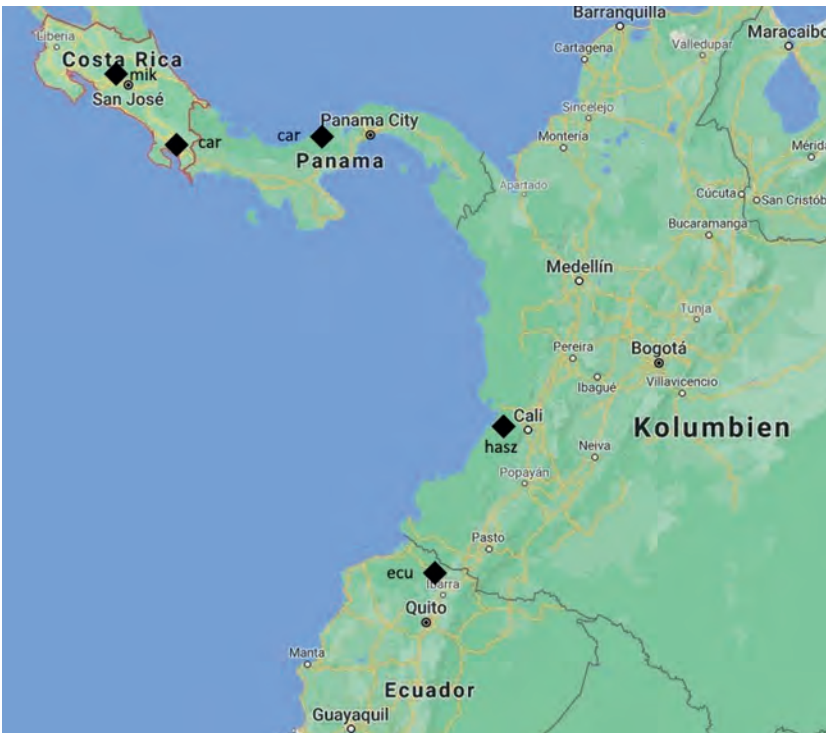 Barranquilla
Liberia
Maracaibo
Costa Rica
Cartagena
Valledupar
mik
San José
Sincelejo
car
Panama City
car
Montería
Panama
Mérida
Apartado
Cúcuta
San Cristób
Bucaramanga
Medellín
Tunja
Pereira
Bogotá
Ibagué
Villavicencio
Cali
Kolumbien
hasz
Neiva
Popayán
Pasto
ecu
Ibarra
Quito
Manta
Ecuador
Guayaquil